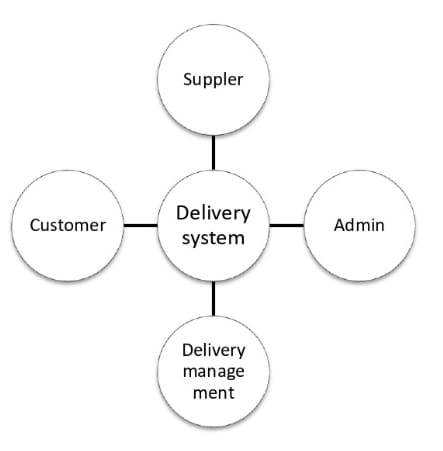 Suppler
Customer
Delivery
system
Admin
Delivery
manage
ment